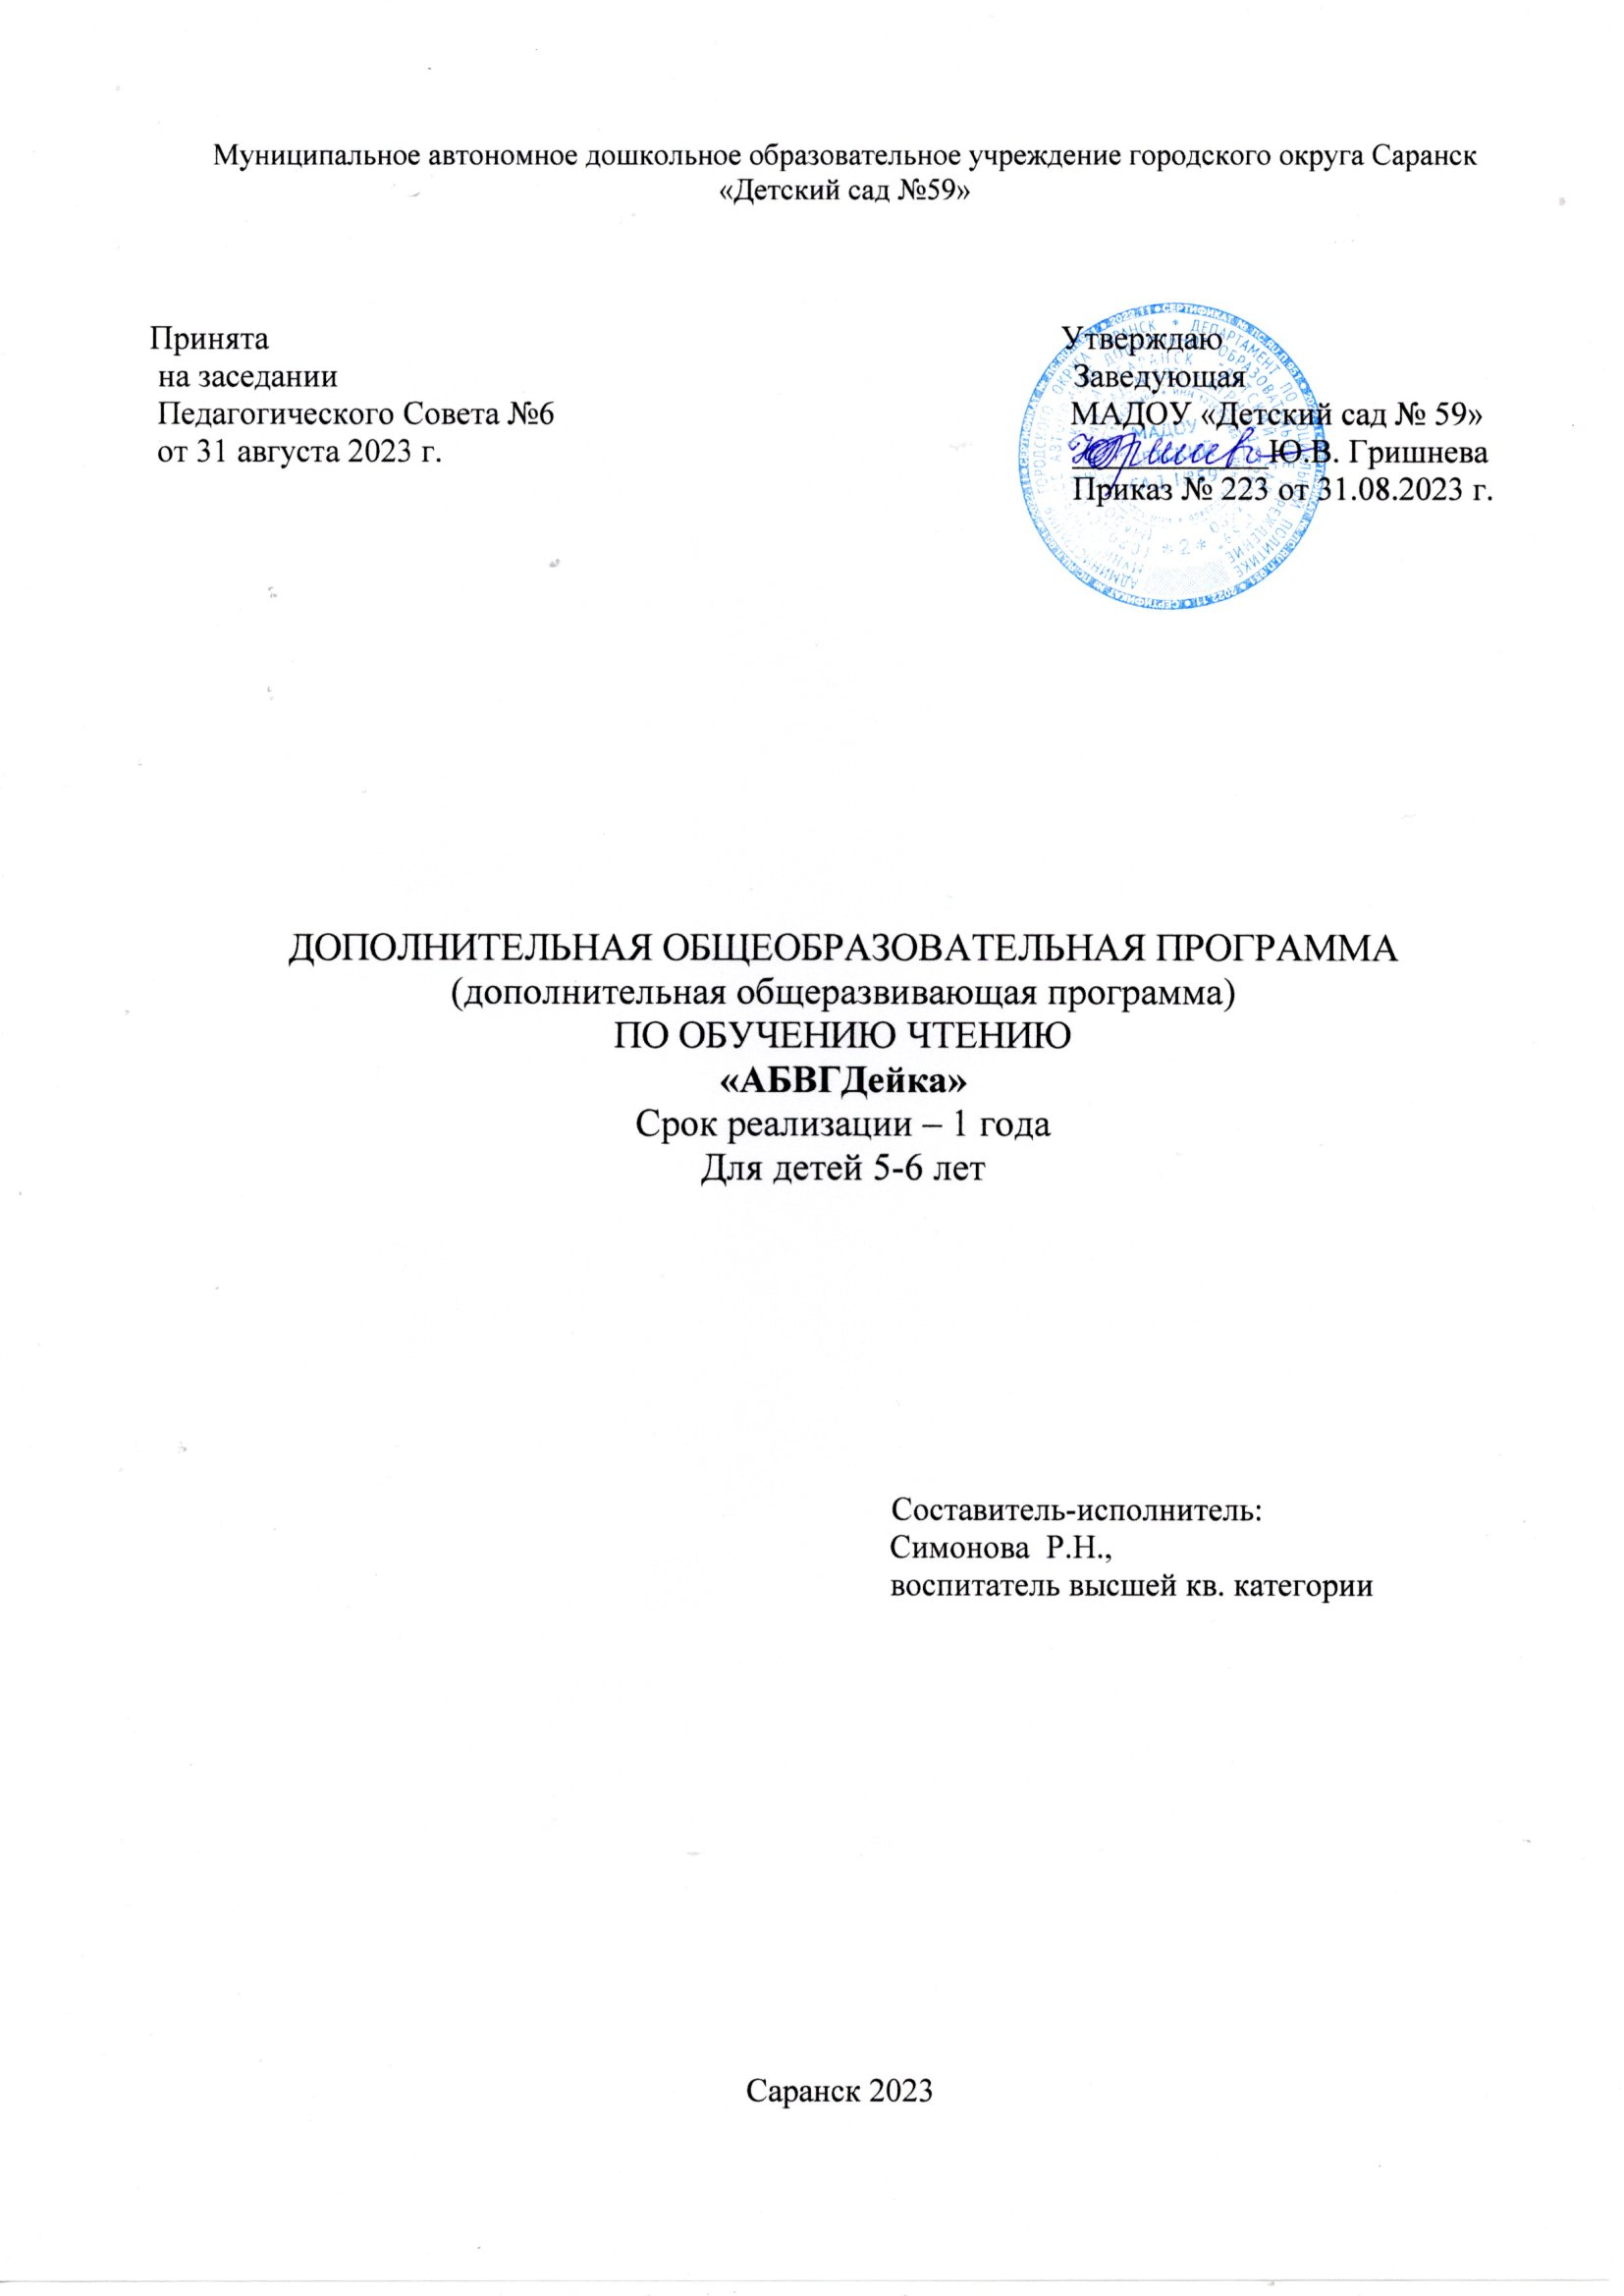 Муниципальное автономное дошкольное образовательное учреждение городского округа Саранск
«Детский сад №59»
Принята
на заседании
Педагогического Совета №6
от 31 августа 2023 г.
Утверждаю
Заведующая
МАДОУ «Детский сад № 59»
____________Ю.В. Гришнева
Приказ № 223 от 31.08.2023 г.
ДОПОЛНИТЕЛЬНАЯ ОБЩЕОБРАЗОВАТЕЛЬНАЯ ПРОГРАММА
(дополнительная общеразвивающая программа)
ПО ОБУЧЕНИЮ ЧТЕНИЮ
«АБВГДейка»
Срок реализации – 1 года
Для детей 5-6 лет
Составитель-исполнитель:
Симонова Р.Н.,
воспитатель высшей кв. категории
Саранск 2023